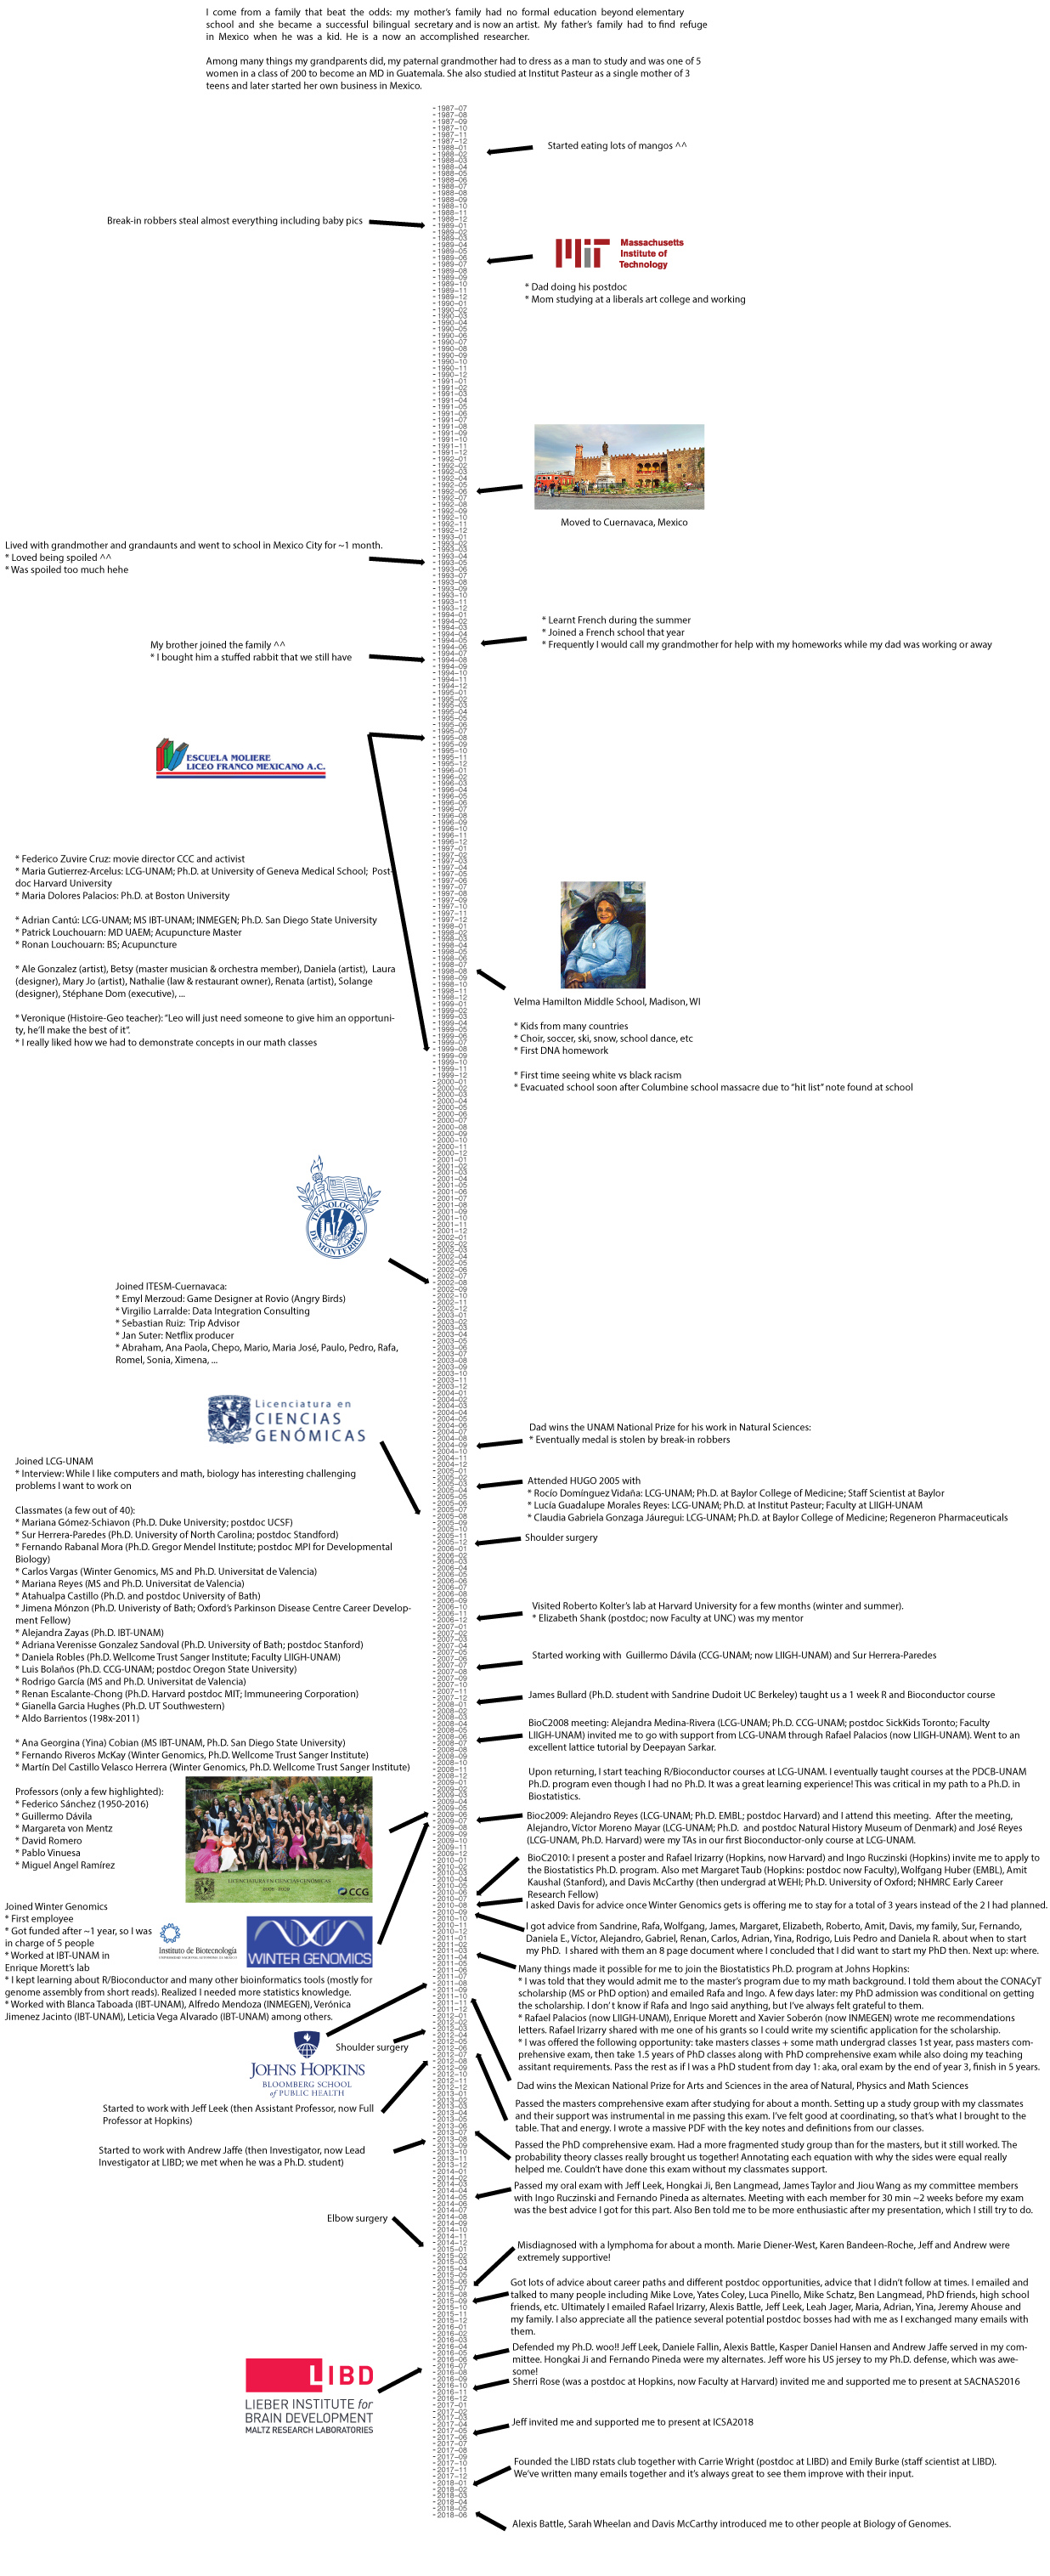 I come from a family that beat the odds: my mother's family had no formal education beyond elementary
school and she became a successful bilingual secretary and is now an artist. My father's family had to find refuge
in Mexico when he was a kid. He is a now an accomplished researcher.
Among many things my grandparents did, my paternal grandmother had to dress as a man to study and was one of 5
women in a class of 200 to become an MD in Guatemala. She also studied at Institut Pasteur as a single mother of 3
teens and later started her own business in Mexico.
Started eating lots of mangos ^^
Break-in robbers steal almost everything including baby pics
MIT Massachusetts
Institute of
Technology
* Dad doing his postdoc
* Mom studying at a liberals art college and working
Moved to Cuernavaca, Mexico
Lived with grandmother and grandaunts and went to school in Mexico City for ~1 month.
* Loved being spoiled ^^
* Was spoiled too much hehe
* Learnt French during the summer
* Joined a French school that year
* Frequently I would call my grandmother for help with my homeworks while my dad was working or away
My brother joined the family ^^
* I bought him a stuffed rabbit that we still have
ESCUELA MOLIERE
LICEO FRANCO MEXICANO A.C.
* Federico Zuvire Cruz: movie director CCC and activist
* Maria Gutierrez-Arcelus: LCG-UNAM; Ph.D. at University of Geneva Medical School; Post-
doc Harvard University
* Maria Dolores Palacios: Ph.D. at Boston University
* Adrian Cantú: LCG-UNAM; MS IBT-UNAM; INMEGEN; Ph.D. San Diego State University
* Patrick Louchouarn: MD UAEM; Acupuncture Master
* Ronan Louchouarn: BS; Acupuncture
* Ale Gonzalez (artist), Betsy (master musician & orchestra member), Daniela (artist), Laura
(designer), Mary Jo (artist), Nathalie (law & restaurant owner), Renata (artist), Solange
(designer), Stéphane Dom (executive), ...
* Veronique (Histoire-Geo teacher): "Leo will just need someone to give him an opportuni-
ty, he'll make the best of it".
* I really liked how we had to demonstrate concepts in our math classes
Velma Hamilton Middle School, Madison, WI
* Kids from many countries
* Choir, soccer, ski, snow, school dance, etc
* First DNA homework
* First time seeing white vs black racism
* Evacuated school soon after Columbine school massacre due to "hit list" note found at school
TECNOLOGICO
DE MONTERREY
Joined ITESM-Cuernavaca:
* Emyl Merzoud: Game Designer at Rovio (Angry Birds)
* Virgilio Larralde: Data Integration Consulting
* Sebastian Ruiz: Trip Advisor
* Jan Suter: Netflix producer
* Abraham, Ana Paola, Chepo, Mario, Maria José, Paulo, Pedro, Rafa,
Romel, Sonia, Ximena, ...
Licenciatura en
CIENCIAS
GENÓMICAS
Dad wins the UNAM National Prize for his work in Natural Sciences:
* Eventually medal is stolen by break-in robbers
Joined LCG-UNAM
* Interview: While I like computers and math, biology has interesting challenging
problems I want to work on
Attended HUGO 2005 with
* Rocío Domínguez Vidaña: LCG-UNAM; Ph.D. at Baylor College of Medicine; Staff Scientist at Baylor
* Lucía Guadalupe Morales Reyes: LCG-UNAM; Ph.D. at Institut Pasteur; Faculty at LIIGH-UNAM
* Claudia Gabriela Gonzaga Jáuregui: LCG-UNAM; Ph.D. at Baylor College of Medicine; Regeneron Pharmaceuticals
Shoulder surgery
Classmates (a few out of 40):
* Mariana Gómez-Schiavon (Ph.D. Duke University; postdoc UCSF)
* Sur Herrera-Paredes (Ph.D. University of North Carolina; postdoc Standford)
* Fernando Rabanal Mora (Ph.D. Gregor Mendel Institute; postdoc MPI for Developmental
Biology)
* Carlos Vargas (Winter Genomics, MS and Ph.D. Universitat de Valencia)
* Mariana Reyes (MS and Ph.D. Universitat de Valencia)
* Atahualpa Castillo (Ph.D. and postdoc University of Bath)
* Jimena Mónzon (Ph.D. Univeristy of Bath; Oxford's Parkinson Disease Centre Career Develop-
ment Fellow)
* Alejandra Zayas (Ph.D. IBT-UNAM)
* Adriana Verenisse Gonzalez Sandoval (Ph.D. University of Bath; postdoc Stanford)
* Daniela Robles (Ph.D. Wellcome Trust Sanger Institute; Faculty LIIGH-UNAM)
* Luis Bolaños (Ph.D. CCG-UNAM; postdoc Oregon State University)
* Rodrigo García (MS and Ph.D. Universitat de Valencia)
* Renan Escalante-Chong (Ph.D. Harvard postdoc MIT; Immuneering Corporation)
* Gianella Garcia Hughes (Ph.D. UT Southwestern)
* Aldo Barrientos (198x-2011)
* Ana Georgina (Yina) Cobian (MS IBT-UNAM, Ph.D. San Diego State University)
* Fernando Riveros McKay (Winter Genomics, Ph.D. Wellcome Trust Sanger Institute)
* Martín Del Castillo Velasco Herrera (Winter Genomics, Ph.D. Wellcome Trust Sanger Institute)
Visited Roberto Kolter's lab at Harvard University for a few months (winter and summer).
* Elizabeth Shank (postdoc; now Faculty at UNC) was my mentor
Started working with Guillermo Dávila (CCG-UNAM; now LIIGH-UNAM) and Sur Herrera-Paredes
James Bullard (Ph.D. student with Sandrine Dudoit UC Berkeley) taught us a 1 week R and Bioconductor course
BioC2008 meeting: Alejandra Medina-Rivera (LCG-UNAM; Ph.D. CCG-UNAM; postdoc SickKids Toronto; Faculty
LIIGH-UNAM) invited me to go with support from LCG-UNAM through Rafael Palacios (now LIIGH-UNAM). Went to an
excellent lattice tutorial by Deepayan Sarkar.
Upon returning, I start teaching R/Bioconductor courses at LCG-UNAM. I eventually taught courses at the PDCB-UNAM
Ph.D. program even though I had no Ph.D. It was a great learning experience! This was critical in my path to a Ph.D. in
Biostatistics.
Professors (only a few highlighted):
* Federico Sánchez (1950-2016)
* Guillermo Dávila
* Margareta von Mentz
* David Romero
* Pablo Vinuesa
* Miguel Angel Ramírez
LICENCIATURA EN CIENCIAS GENÓMICAS
CCG
Bioc2009: Alejandro Reyes (LCG-UNAM; Ph.D. EMBL; postdoc Harvard) and I attend this meeting. After the meeting,
Alejandro, Víctor Moreno Mayar (LCG-UNAM; Ph.D. and postdoc Natural History Museum of Denmark) and José Reyes
(LCG-UNAM, Ph.D. Harvard) were my TAs in our first Bioconductor-only course at LCG-UNAM.
BioC2010: I present a poster and Rafael Irizarry (Hopkins, now Harvard) and Ingo Ruczinski (Hopkins) invite me to apply to
the Biostatistics Ph.D. program. Also met Margaret Taub (Hopkins: postdoc now Faculty), Wolfgang Huber (EMBL), Amit
Kaushal (Stanford), and Davis McCarthy (then undergrad at WEHI; Ph.D. University of Oxford; NHMRC Early Career
Research Fellow)
I asked Davis for advice once Winter Genomics gets is offering me to stay for a total of 3 years instead of the 2 I had planned.
Joined Winter Genomics
* First employee
* Got funded after ~1 year, so I was
in charge of 5 people
* Worked at IBT-UNAM in
Enrique Morett's lab
* I kept learning about R/Bioconductor and many other bioinformatics tools (mostly for
genome assembly from short reads). Realized I needed more statistics knowledge.
* Worked with Blanca Taboada (IBT-UNAM), Alfredo Mendoza (INMEGEN), Verónica
Jimenez Jacinto (IBT-UNAM), Leticia Vega Alvarado (IBT-UNAM) among others.
Instituto de Biotecnología
WINTER GENOMICS
I got advice from Sandrine, Rafa, Wolfgang, James, Margaret, Elizabeth, Roberto, Amit, Davis, my family, Sur, Fernando,
Daniela E., Víctor, Alejandro, Gabriel, Renan, Carlos, Adrian, Yina, Rodrigo, Luis Pedro and Daniela R. about when to start
my PhD. I shared with them an 8 page document where I concluded that I did want to start my PhD then. Next up: where.
Many things made it possible for me to join the Biostatistics Ph.D. program at Johns Hopkins:
* I was told that they would admit me to the master's program due to my math background. I told them about the CONACyT
scholarship (MS or PhD option) and emailed Rafa and Ingo. A few days later: my PhD admission was conditional on getting
the scholarship. I don't know if Rafa and Ingo said anything, but I've always felt grateful to them.
* Rafael Palacios (now LIIGH-UNAM), Enrique Morett and Xavier Soberón (now INMEGEN) wrote me recommendations
letters. Rafael Irizarry shared with me one of his grants so I could write my scientific application for the scholarship.
* I was offered the following opportunity: take masters classes + some math undergrad classes 1st year, pass masters com-
prehensive exam, then take 1.5 years of PhD classes along with PhD comprehensive exam while also doing my teaching
assitant requirements. Pass the rest as if I was a PhD student from day 1: aka, oral exam by the end of year 3, finish in 5 years.
Shoulder surgery
JOHNS HOPKINS
BLOOMBERG SCHOOL
of PUBLIC HEALTH
Dad wins the Mexican National Prize for Arts and Sciences in the area of Natural, Physics and Math Sciences
Started to work with Jeff Leek (then Assistant Professor, now Full
Professor at Hopkins)
Passed the masters comprehensive exam after studying for about a month. Setting up a study group with my classmates
and their support was instrumental in me passing this exam. I've felt good at coordinating, so that's what I brought to the
table. That and energy. I wrote a massive PDF with the key notes and definitions from our classes.
Started to work with Andrew Jaffe (then Investigator, now Lead
Investigator at LIBD; we met when he was a Ph.D. student)
Passed the PhD comprehensive exam. Had a more fragmented study group than for the masters, but it still worked. The
probability theory classes really brought us together! Annotating each equation with why the sides were equal really
helped me. Couldn't have done this exam without my classmates support.
Passed my oral exam with Jeff Leek, Hongkai Ji, Ben Langmead, James Taylor and Jiou Wang as my committee members
with Ingo Ruczinski and Fernando Pineda as alternates. Meeting with each member for 30 min ~2 weeks before my exam
was the best advice I got for this part. Also Ben told me to be more enthusiastic after my presentation, which I still try to do.
Elbow surgery
Misdiagnosed with a lymphoma for about a month. Marie Diener-West, Karen Bandeen-Roche, Jeff and Andrew were
extremely supportive!
Got lots of advice about career paths and different postdoc opportunities, advice that I didn't follow at times. I emailed and
talked to many people including Mike Love, Yates Coley, Luca Pinello, Mike Schatz, Ben Langmead, PhD friends, high school
friends, etc. Ultimately I emailed Rafael Irizarry, Alexis Battle, Jeff Leek, Leah Jager, Maria, Adrian, Yina, Jeremy Ahouse and
my family. I also appreciate all the patience several potential postdoc bosses had with me as I exchanged many emails with
them.
Defended my Ph.D. woo!! Jeff Leek, Daniele Fallin, Alexis Battle, Kasper Daniel Hansen and Andrew Jaffe served in my com-
mittee. Hongkai Ji and Fernando Pineda were my alternates. Jeff wore his US jersey to my Ph.D. defense, which was awe-
some!
LIBD
LIEBER INSTITUTE for
BRAIN DEVELOPMENT
MALTZ RESEARCH LABORATORIES
Sherri Rose (was a postdoc at Hopkins, now Faculty at Harvard) invited me and supported me to present at SACNAS2016
Jeff invited me and supported me to present at ICSA2018
Founded the LIBD rstats club together with Carrie Wright (postdoc at LIBD) and Emily Burke (staff scientist at LIBD).
We've written many emails together and it's always great to see them improve with their input.
Alexis Battle, Sarah Wheelan and Davis McCarthy introduced me to other people at Biology of Genomes.